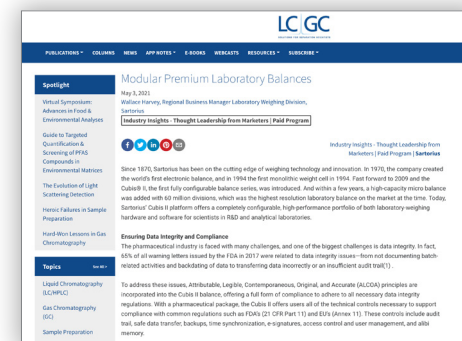 LC|GC
PUBLICATIONS COLUMNS NEWS APP NOTES E-BOOKS WEBCASTS RESOURCES SUBSCRIBE
Spotlight
Virtual Symposium:
Advances in Food &
Environmental Analyses
Guide to Targeted
Quantification &
Screening of PFAS
Compounds in
Environmental Matrices
The Evolution of Light
Scattering Detection
Heroic Failures in Sample
Preparation
Hard-Won Lessons in Gas
Chromatography
Topics See All >
Liquid Chromatography
(LC/HPLC)
Gas Chromatography
(GC)
Sample Preparation
Modular Premium Laboratory Balances
May 3, 2021
Wallace Harvey, Regional Business Manager Laboratory Weighing Division,
Sartorius
Industry Insights - Thought Leadership from Marketers | Paid Program
Industry Insights - Thought Leadership from
Marketers | Paid Program | Sartorius
Since 1870, Sartorius has been on the cutting edge of weighing technology and innovation. In 1970, the company created
the world's first electronic balance, and in 1994 the first monolithic weight cell in 1994. Fast forward to 2009 and the
Cubis® II, the first fully configurable balance series, was introduced. And within a few years, a high-capacity micro balance
was added with 60 million divisions, which was the highest resolution laboratory balance on the market at the time. Today,
Sartorius' Cubis II platform offers a completely configurable, high-performance portfolio of both laboratory-weighing
hardware and software for scientists in R&D and analytical laboratories.
Ensuring Data Integrity and Compliance
The pharmaceutical industry is faced with many challenges, and one of the biggest challenges is data integrity. In fact,
65% of all warning letters issued by the FDA in 2017 were related to data integrity issues—from not documenting batch-
related activities and backdating of data to transferring data incorrectly or an insufficient audit trail(1) .
To address these issues, Attributable, Legible, Contemporaneous, Original, and Accurate (ALCOA) principles are
incorporated into the Cubis II balance, offering a full form of compliance to adhere to all necessary data integrity
regulations. With a pharmaceutical package, the Cubis II offers users all of the technical controls necessary to support
compliance with common regulations such as FDA's (21 CFR Part 11) and EU's (Annex 11). These controls include audit
trail, safe data transfer, backups, time synchronization, e-signatures, access control and user management, and alibi
memory.